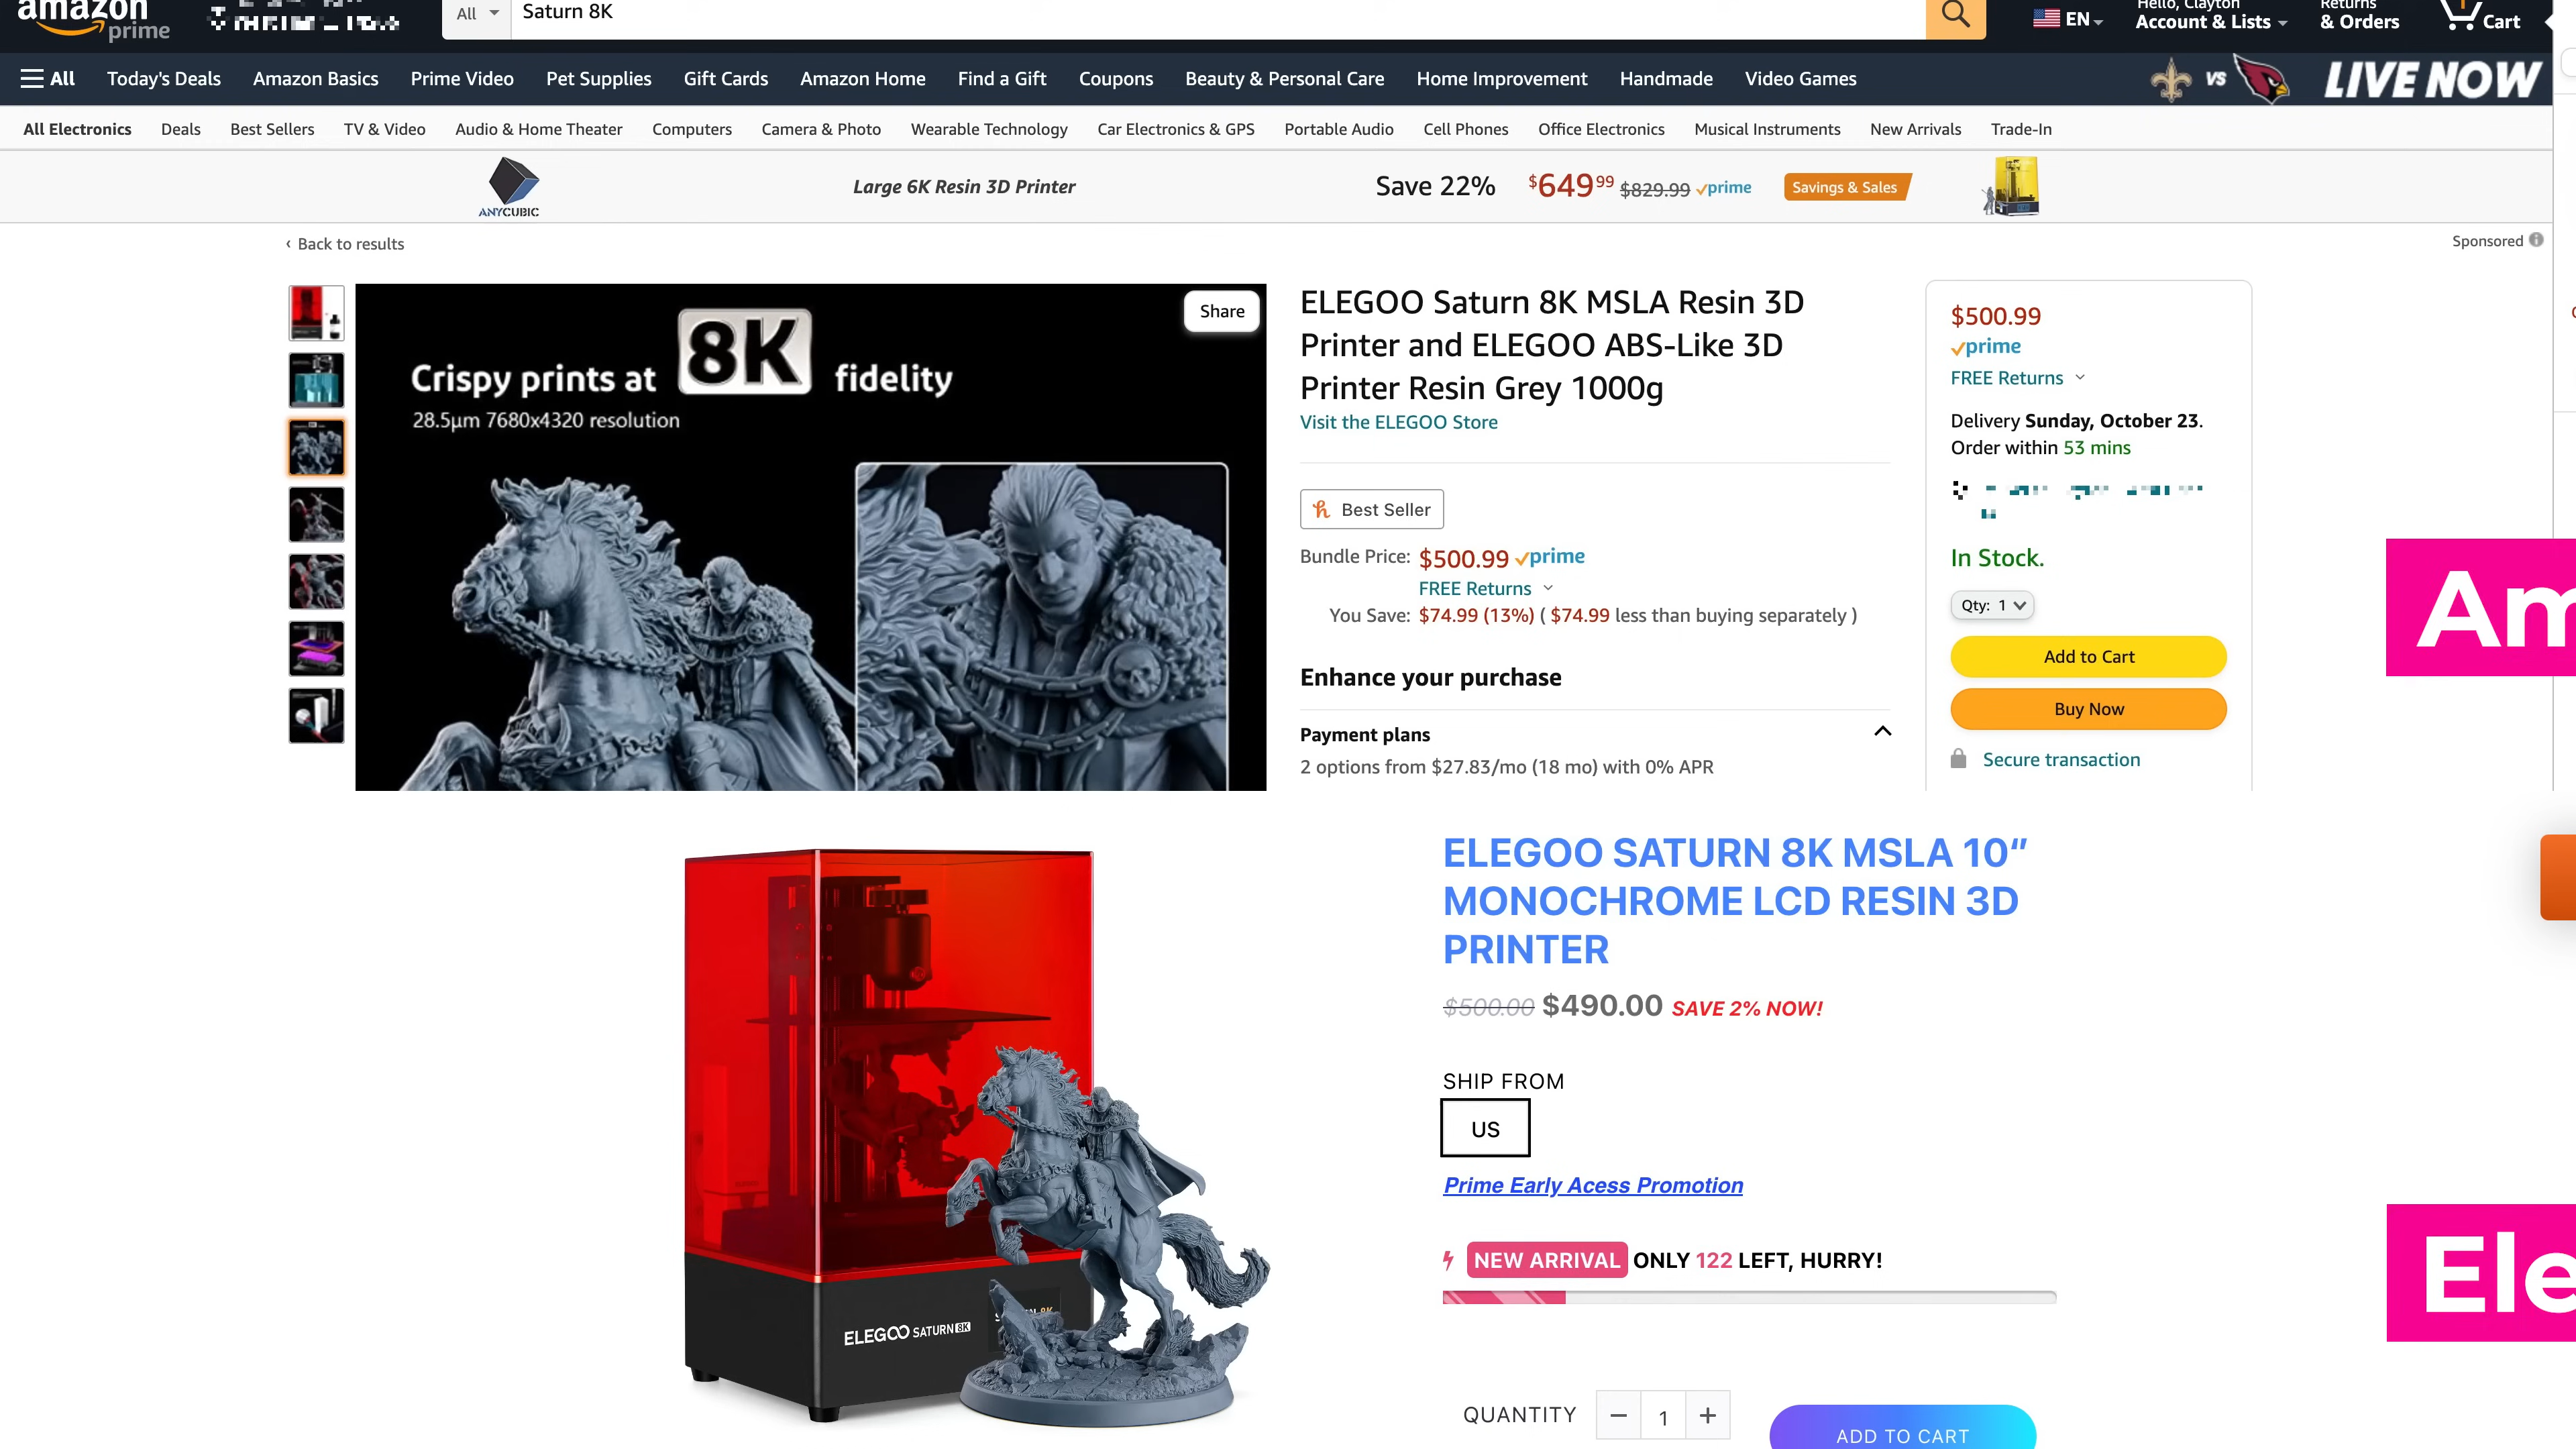 amazon
prime
All
Saturn 8K
EN
Hello, Clayton
Account & Lists
Returns
& Orders
Cart
All
Today's Deals
Amazon Basics
Prime Video
Pet Supplies
Gift Cards
Amazon Home
Find a Gift
Coupons
Beauty & Personal Care
Home Improvement
Handmade
Video Games
VS
LIVE NOW
All Electronics
Deals
Best Sellers
TV & Video
Audio & Home Theater
Computers
Camera & Photo
Wearable Technology
Car Electronics & GPS
Portable Audio
Cell Phones
Office Electronics
Musical Instruments
New Arrivals
Trade-In
ANYCUBIC
Large 6K Resin 3D Printer
Save 22%
$649.99 $829.99 prime
Savings & Sales
‹ Back to results
Sponsored
Share
Crispy prints at 8K fidelity
28.5μm 7680x4320 resolution
ELEGOO Saturn 8K MSLA Resin 3D
Printer and ELEGOO ABS-Like 3D
Printer Resin Grey 1000g
Visit the ELEGOO Store
Best Seller
Bundle Price: $500.99 prime
FREE Returns
You Save: $74.99 (13%) ( $74.99 less than buying separately )
Enhance your purchase
Payment plans
2 options from $27.83/mo (18 mo) with 0% APR
$500.99
prime
FREE Returns
Delivery Sunday, October 23.
Order within 53 mins
In Stock.
Qty: 1
Add to Cart
Buy Now
Secure transaction
Am
ELEGOO SATURN 8K
ELEGOO SATURN 8K MSLA 10″
MONOCHROME LCD RESIN 3D
PRINTER
$500.00 $490.00 SAVE 2% NOW!
SHIP FROM
US
Prime Early Acess Promotion
NEW ARRIVAL ONLY 122 LEFT, HURRY!
QUANTITY − 1 +
ADD TO CART
Ele